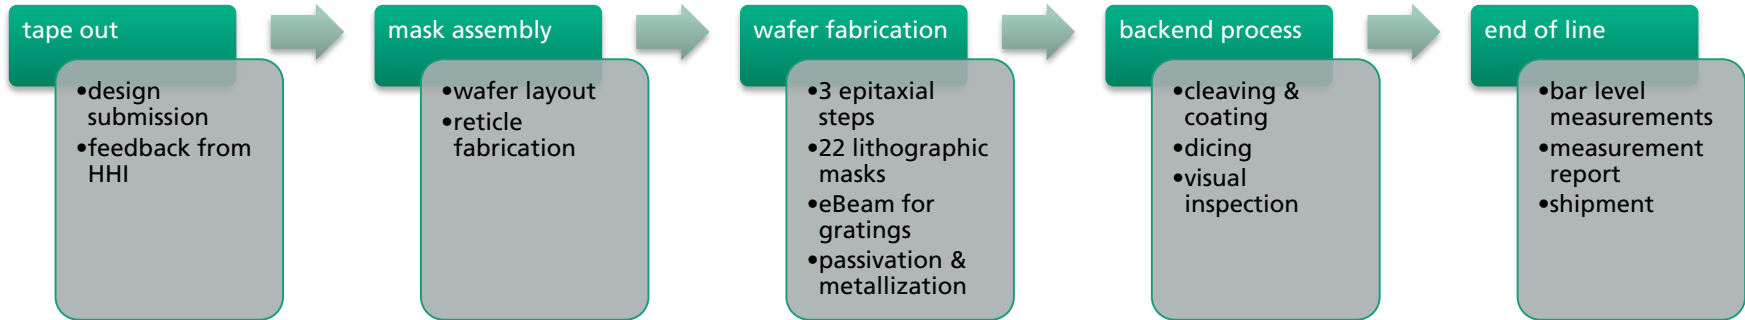 tape out
•design
submission
•feedback from
HHI
mask assembly
•wafer layout
•reticle
fabrication
wafer fabrication
•3 epitaxial
steps
•22 lithographic
masks
•eBeam for
gratings
•passivation &
metallization
backend process
•cleaving &
coating
•dicing
•visual
inspection
end of line
•bar level
measurements
•measurement
report
•shipment